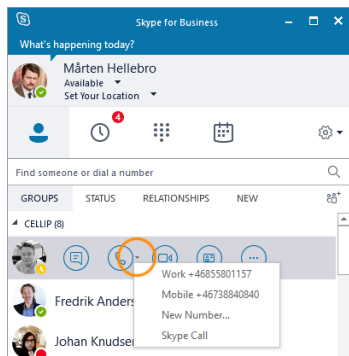 Skype for Business
What's happening today?
Mårten Hellebro
Available
Set Your Location
4
Find someone or dial a number
GROUPS STATUS RELATIONSHIPS NEW
CELLIP (8)
Work +46855801157
Mobile +46738840840
New Number...
Skype Call
Fredrik Anders
Johan Knudse